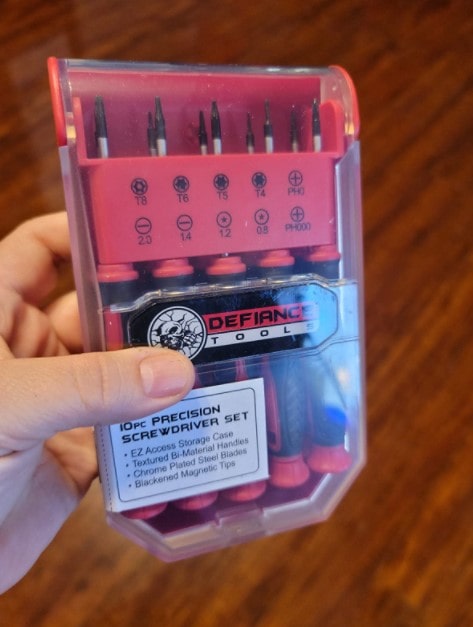 T8 T6 T5 T4 PH0
2.0 1.4 1.2 0.8 PH000
DEFIANCE
TOOLS
10PC PRECISION
SCREWDRIVER SET
• EZ Access Storage Case
• Textured Bi-Material Handles
• Chrome Plated Steel Blades
• Blackened Magnetic Tips